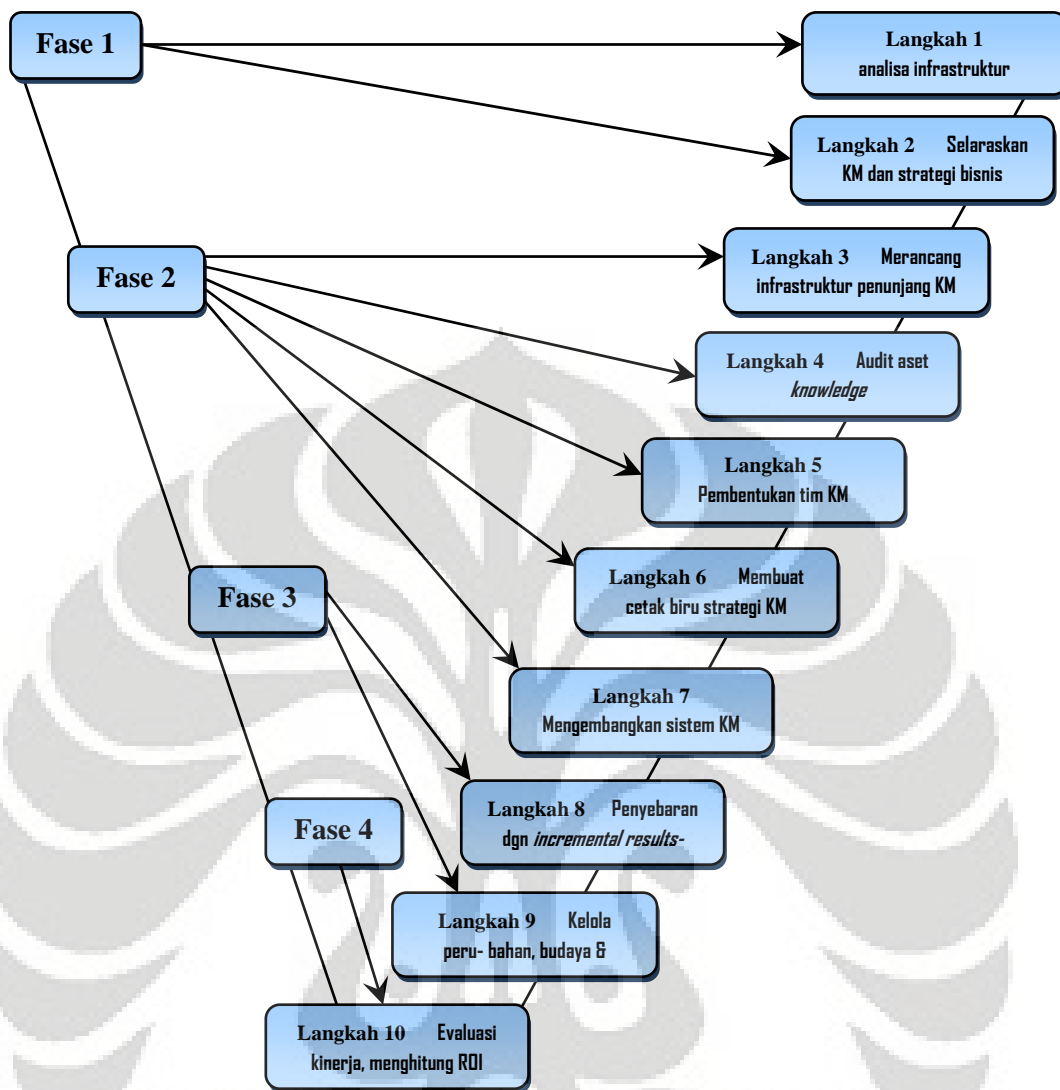 Fase 1
Langkah 1
analisa infrastruktur
Langkah 2 Selaraskan
KM dan strategi bisnis
Fase 2
Langkah 3 Merancang
infrastruktur penunjang KM
Langkah 4 Audit aset
knowledge
Langkah 5
Pembentukan tim KM
Langkah 6 Membuat
cetak biru strategi KM
Fase 3
Langkah 7
Mengembangkan sistem KM
Langkah 8 Penyebaran
dgn incremental results-
Fase 4
Langkah 9 Kelola
peru- bahan, budaya &
Langkah 10 Evaluasi
kinerja, menghitung ROI